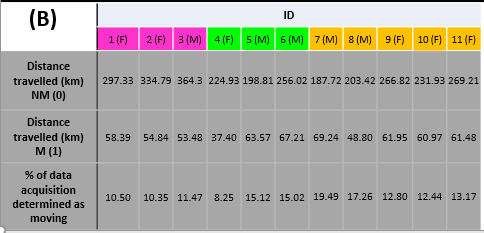 (B)
ID
1 (F) 2 (F) 3 (M) 4 (F) 5 (M) 6 (M) 7 (M) 8 (M) 9 (F) 10 (F) 11 (F)
Distance
travelled (km)
NM (0)
297.33 334.79 364.3 224.93 198.81 256.02 187.72 203.42 266.82 231.93 269.21
Distance
travelled (km)
M (1)
58.39 54.84 53.48 37.40 63.57 67.21 69.24 48.80 61.95 60.97 61.48
% of data
acquisition
determined as
moving
10.50 10.35 11.47 8.25 15.12 15.02 19.49 17.26 12.80 12.44 13.17